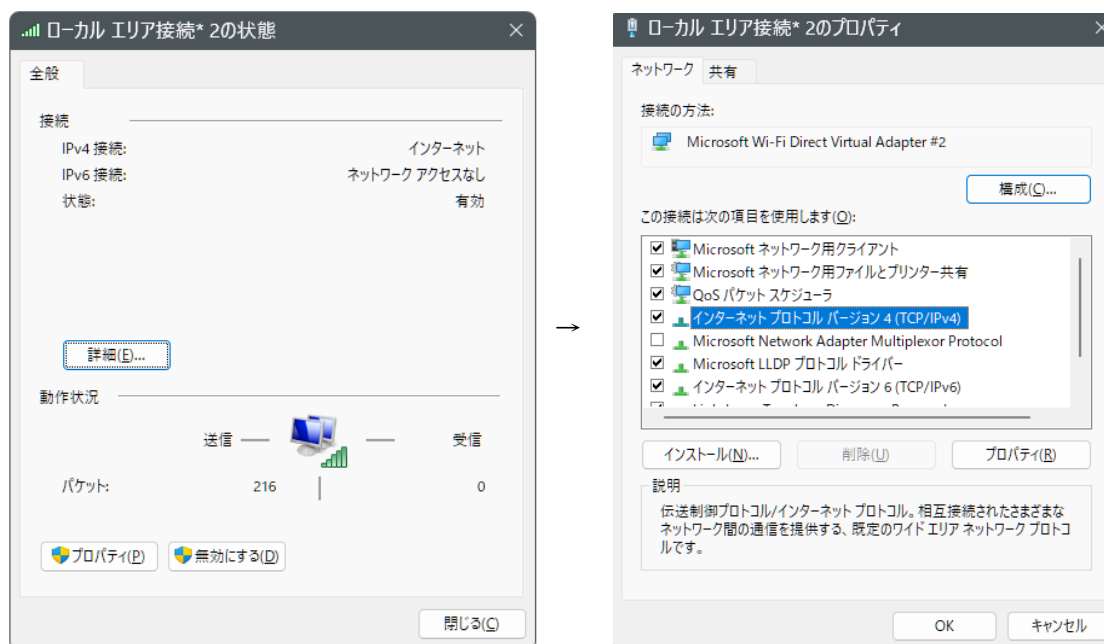 ローカル エリア接続* 2の状態
全般
接続
IPv4 接続: インターネット
IPv6 接続: ネットワーク アクセスなし
状態: 有効
詳細(E)...
動作状況
送信 受信
パケット: 216 0
プロパティ(P) 無効にする(D)
閉じる(C)
→
ローカル エリア接続* 2のプロパティ
ネットワーク 共有
接続の方法:
Microsoft Wi-Fi Direct Virtual Adapter #2
構成(C)...
この接続は次の項目を使用します(O):
Microsoft ネットワーク用クライアント
Microsoft ネットワーク用ファイルとプリンター共有
QoS パケット スケジューラ
インターネット プロトコル バージョン 4 (TCP/IPv4)
Microsoft Network Adapter Multiplexor Protocol
Microsoft LLDP プロトコル ドライバー
インターネット プロトコル バージョン 6 (TCP/IPv6)
インストール(N)... 削除(U) プロパティ(R)
説明
伝送制御プロトコル/インターネット プロトコル。相互接続されたさまざまな
ネットワーク間の通信を提供する、既定のワイド エリア ネットワーク プロトコ
ルです。
OK キャンセル